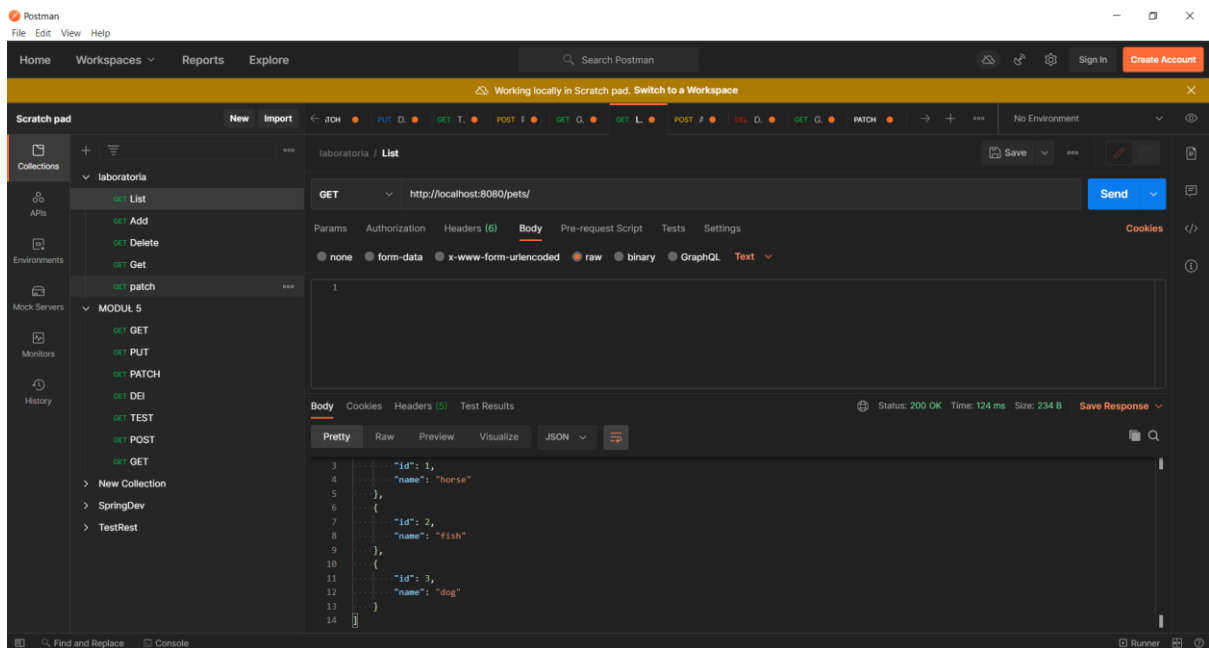 Postman
File Edit View Help
Home Workspaces Reports Explore Search Postman Sign In Create Account
Working locally in Scratch pad. Switch to a Workspace
Scratch pad New Import TCH PUT D. GET T. POST F GET G. GET L. POST A DEL D. GET G. PATCH No Environment
Collections
laboratoria / List Save
laboratoria
GET List
GET http://localhost:8080/pets/ Send
APIs
GET Add
Params Authorization Headers (6) Body Pre-request Script Tests Settings Cookies
GET Delete
Environments
none form-data x-www-form-urlencoded raw binary GraphQL Text
GET Get
GET patch
1
Mock Servers
MODUŁ 5
GET GET
Monitors
GET PUT
GET PATCH
History
GET DEl
Body Cookies Headers (5) Test Results Status: 200 OK Time: 124 ms Size: 234 B Save Response
GET TEST
GET POST
Pretty Raw Preview Visualize JSON
GET GET
New Collection
SpringDev
TestRest
3 "id": 1,
4 "name": "horse"
5 },
6 {
7 "id": 2,
8 "name": "fish"
9 },
10 {
11 "id": 3,
12 "name": "dog"
13 }
14 ]
Find and Replace Console Runner